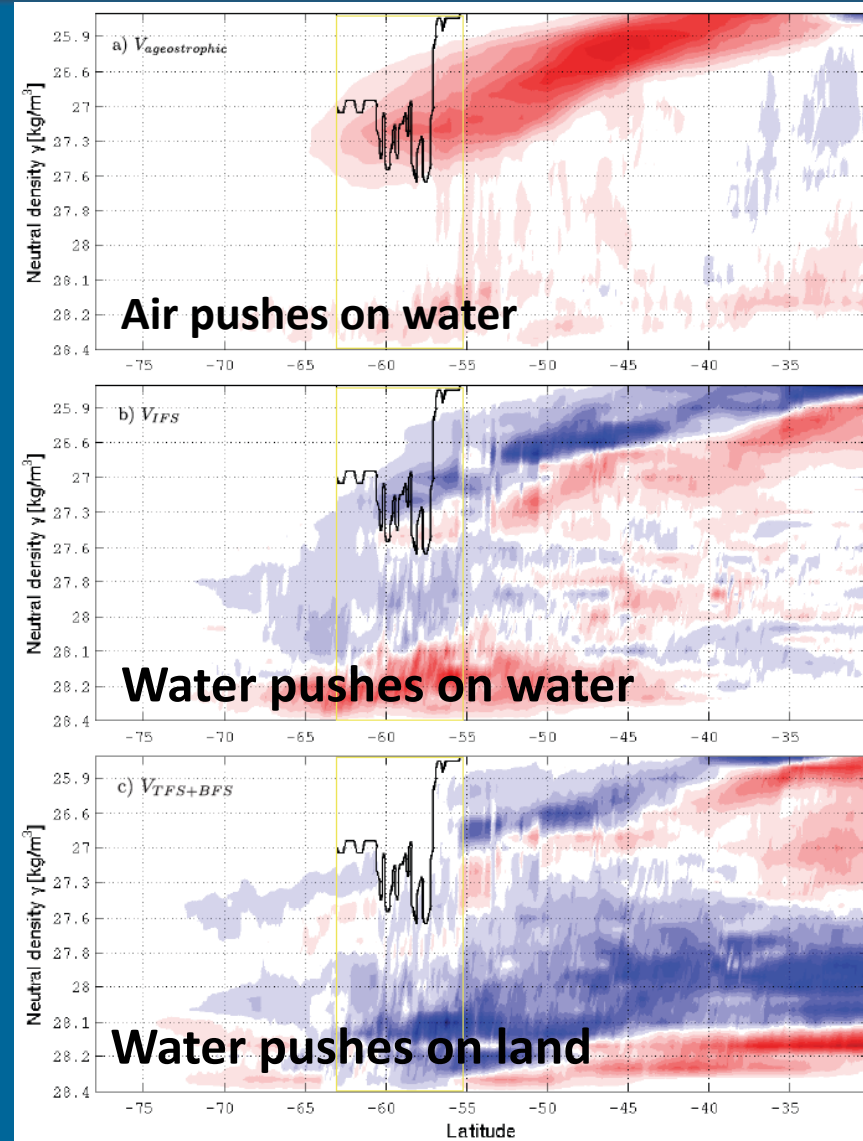 a) V_ageostrophic
Neutral density γ [kg/m³]
25.9
26.6
27
27.3
27.6
27.8
28
28.1
28.2
28.4
Air pushes on water
-75 -70 -65 -60 -55 -50 -45 -40 -35
b) V_IFS
Neutral density γ [kg/m³]
25.9
26.6
27
27.3
27.6
27.8
28
28.1
28.2
28.4
Water pushes on water
-75 -70 -65 -60 -55 -50 -45 -40 -35
c) V_TFS+BFS
Neutral density γ [kg/m³]
25.9
26.6
27
27.3
27.6
27.8
28
28.1
28.2
28.4
Water pushes on land
-75 -70 -65 -60 -55 -50 -45 -40 -35
Latitude